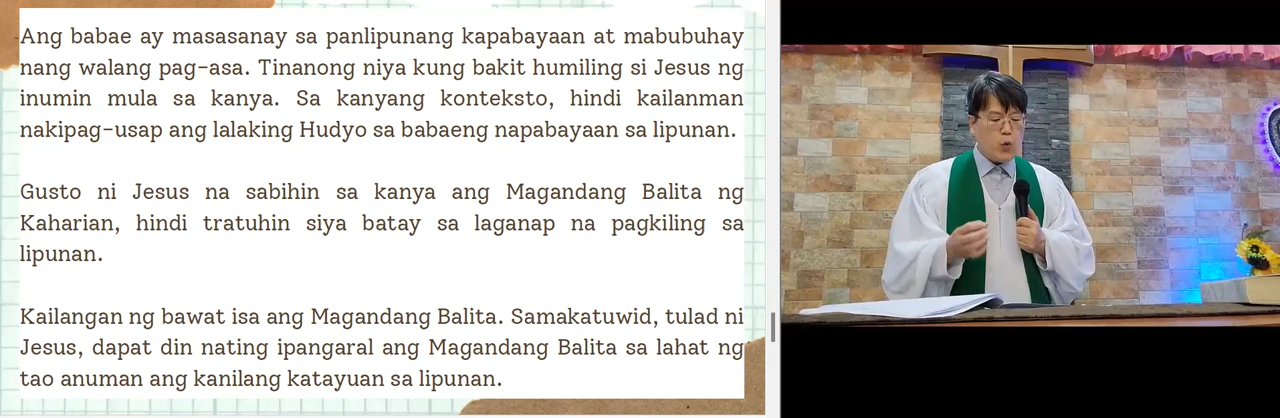 Ang babae ay masasanay sa panlipunang kapabayaan at mabubuhay
nang walang pag-asa. Tinanong niya kung bakit humiling si Jesus ng
inumin mula sa kanya. Sa kanyang konteksto, hindi kailanman
nakipag-usap ang lalaking Hudyo sa babaeng napabayaan sa lipunan.
Gusto ni Jesus na sabihin sa kanya ang Magandang Balita ng
Kaharian, hindi tratuhin siya batay sa laganap na pagkiling sa
lipunan.
Kailangan ng bawat isa ang Magandang Balita. Samakatuwid, tulad ni
Jesus, dapat din nating ipangaral ang Magandang Balita sa lahat ng
tao anuman ang kanilang katayuan sa lipunan.